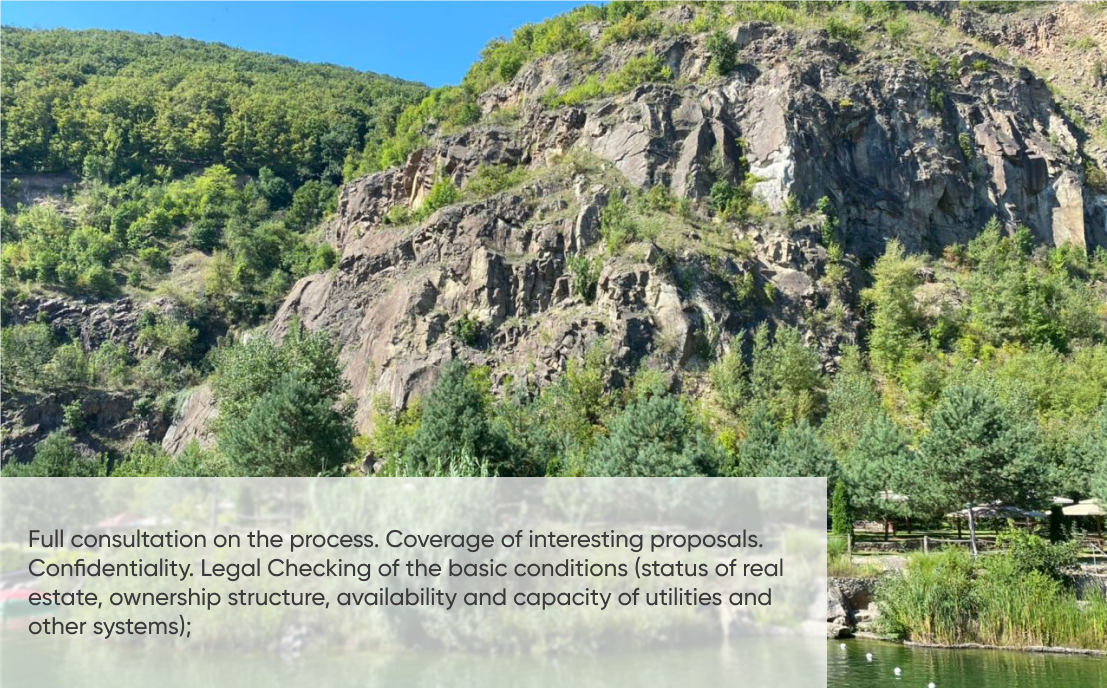 Full consultation on the process. Coverage of interesting proposals.
Confidentiality. Legal Checking of the basic conditions (status of real
estate, ownership structure, availability and capacity of utilities and
other systems);